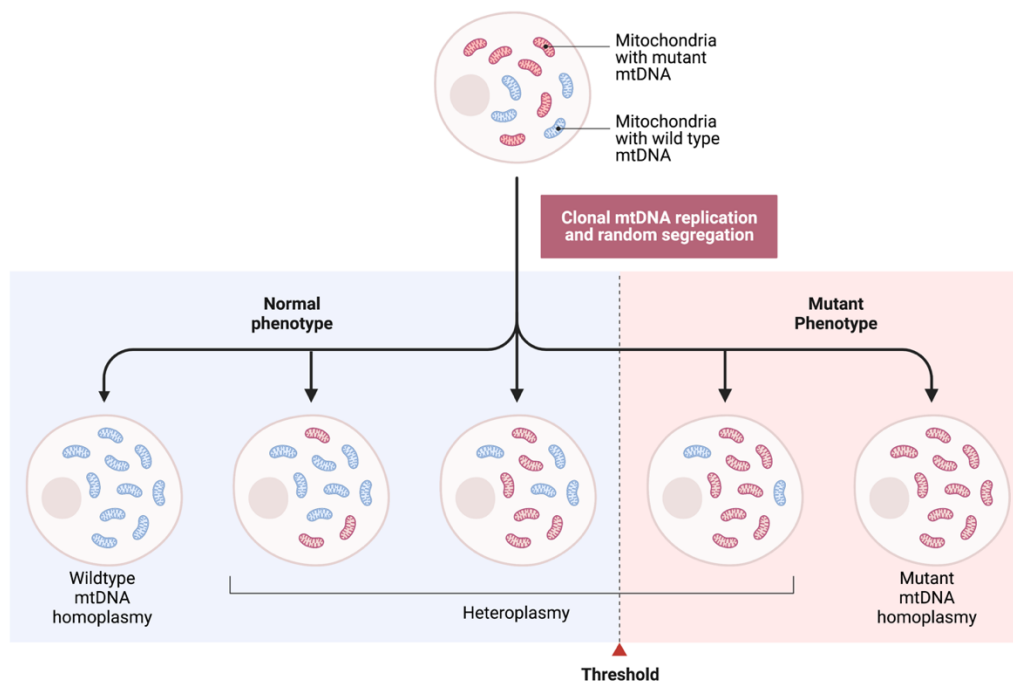 Mitochondria
with mutant
mtDNA
Mitochondria
with wild type
mtDNA
Clonal mtDNA replication
and random segregation
Normal
phenotype
Mutant
Phenotype
Wildtype
mtDNA
homoplasmy
Heteroplasmy
Mutant
mtDNA
homoplasmy
Threshold